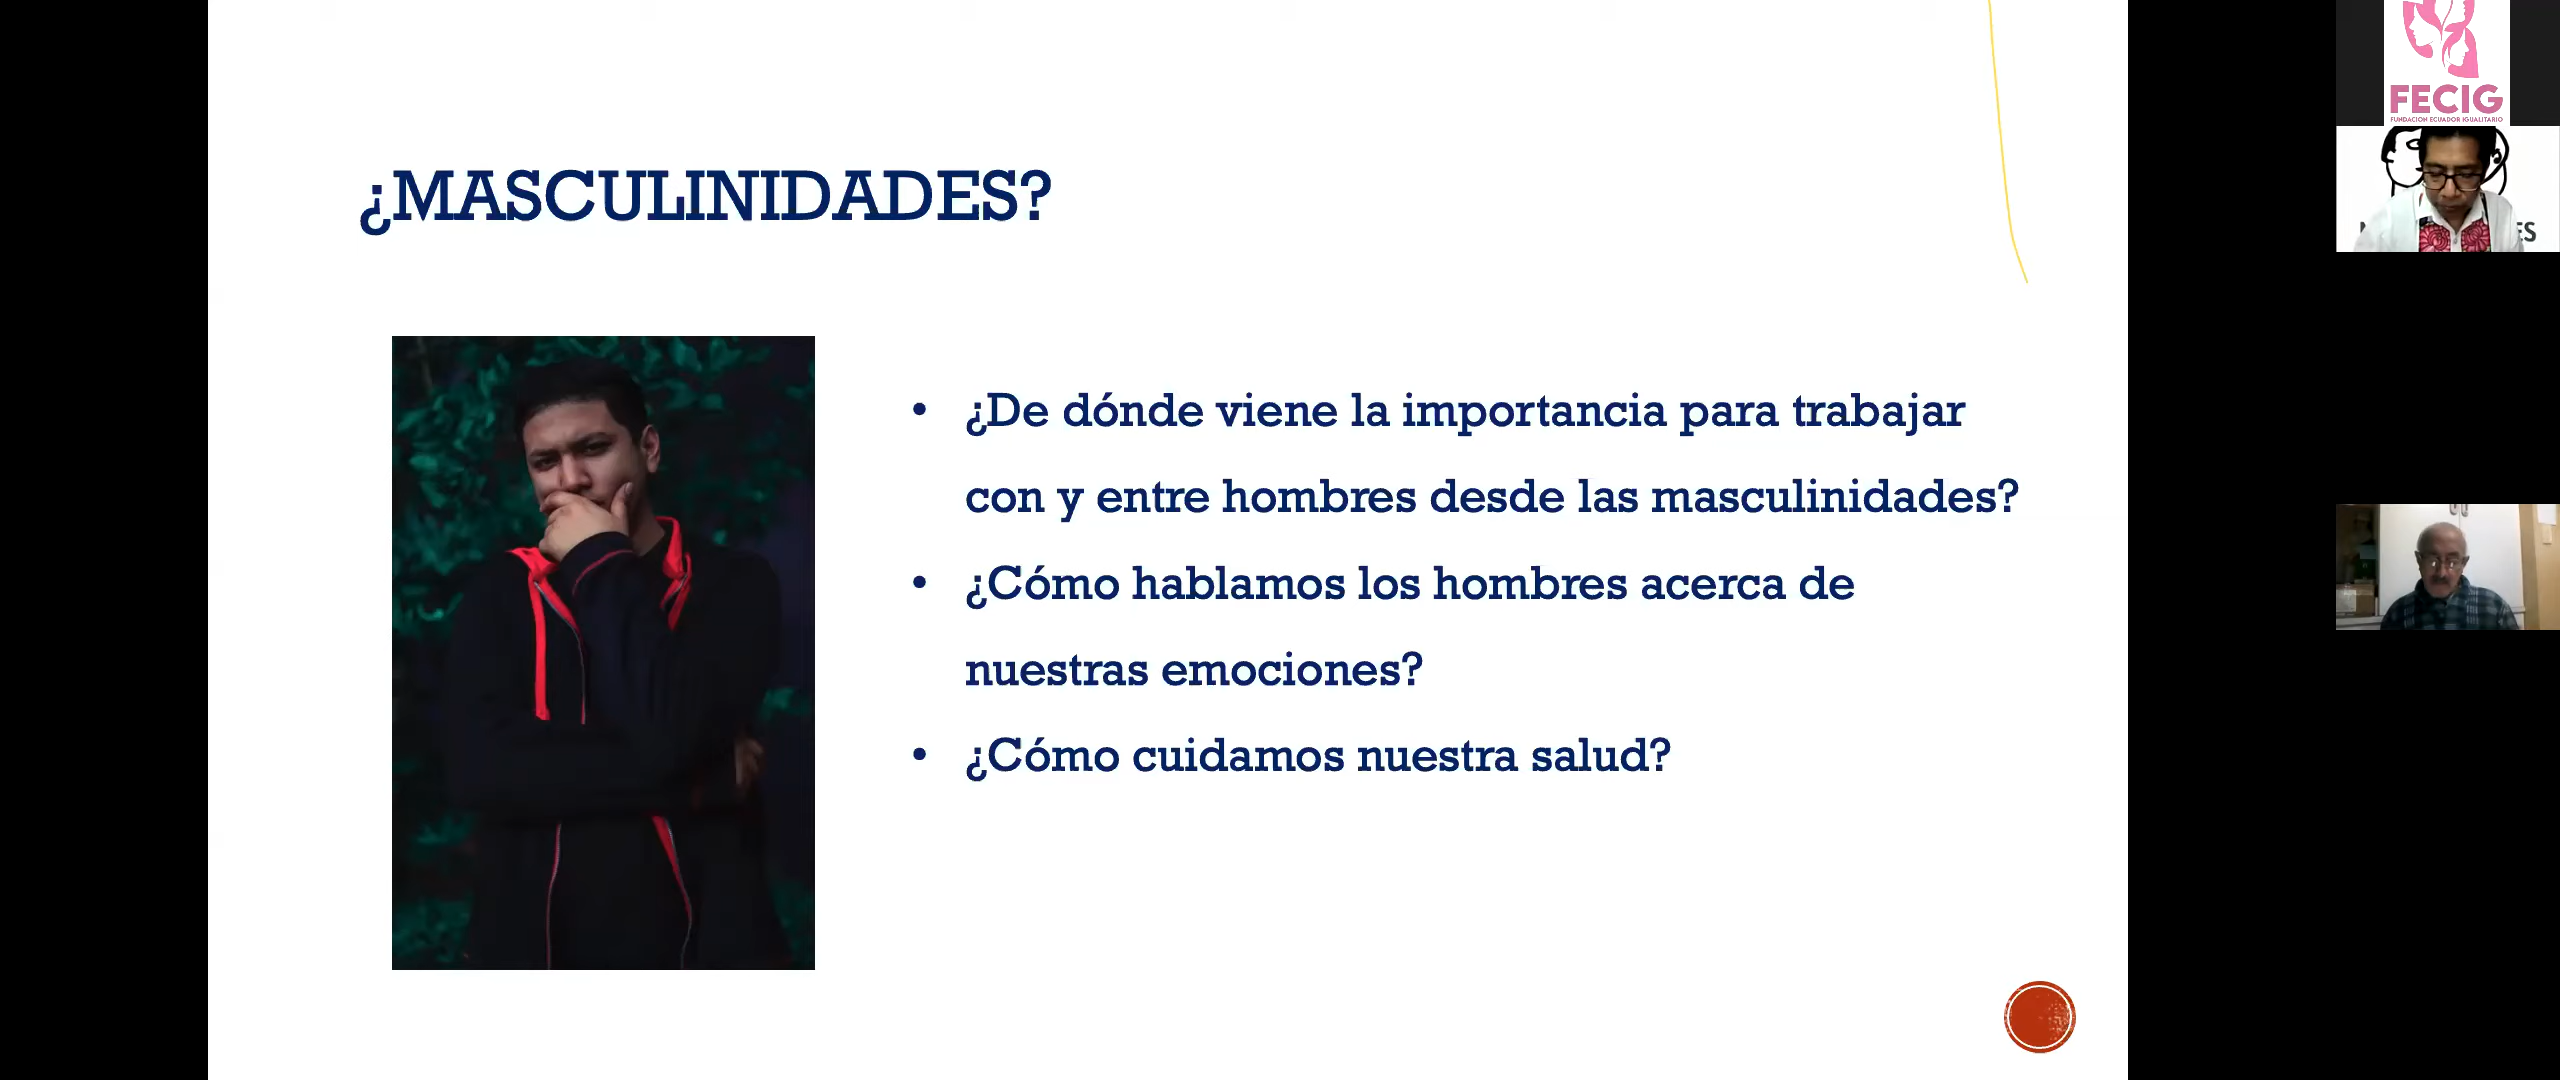 ¿MASCULINIDADES?
• ¿De dónde viene la importancia para trabajar
con y entre hombres desde las masculinidades?
• ¿Cómo hablamos los hombres acerca de
nuestras emociones?
• ¿Cómo cuidamos nuestra salud?
FECIG
FUNDACION ECUADOR IGUALITARIO